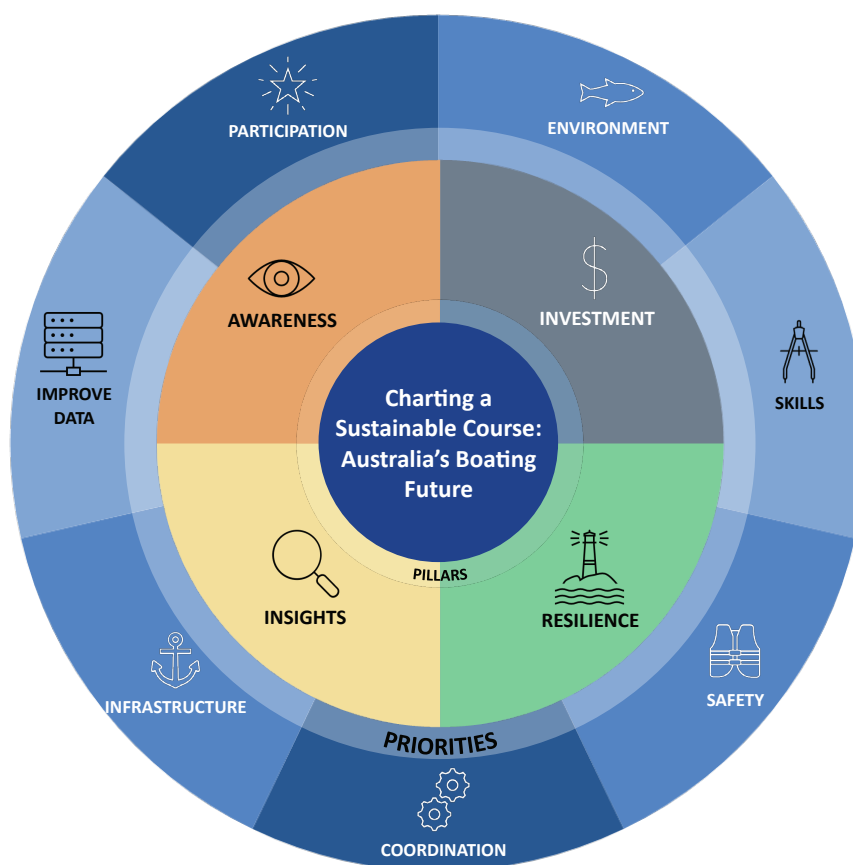 PARTICIPATION
ENVIRONMENT
AWARENESS
INVESTMENT
IMPROVE
DATA
SKILLS
Charting a
Sustainable Course:
Australia’s Boating
Future
PILLARS
INSIGHTS
RESILIENCE
INFRASTRUCTURE
SAFETY
PRIORITIES
COORDINATION
$